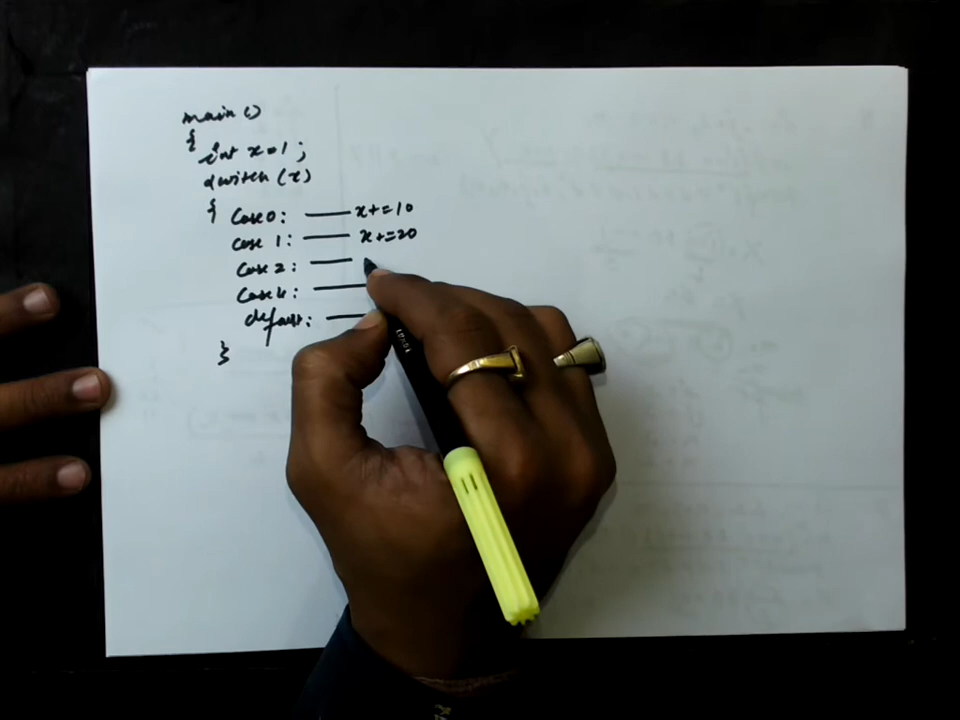 main ()
{
int x=1;
switch (x)
{ Case 0: —— x+=10
Case 1: —— x+=20
Case 2: ——
Case 4: ——
default: ——
}